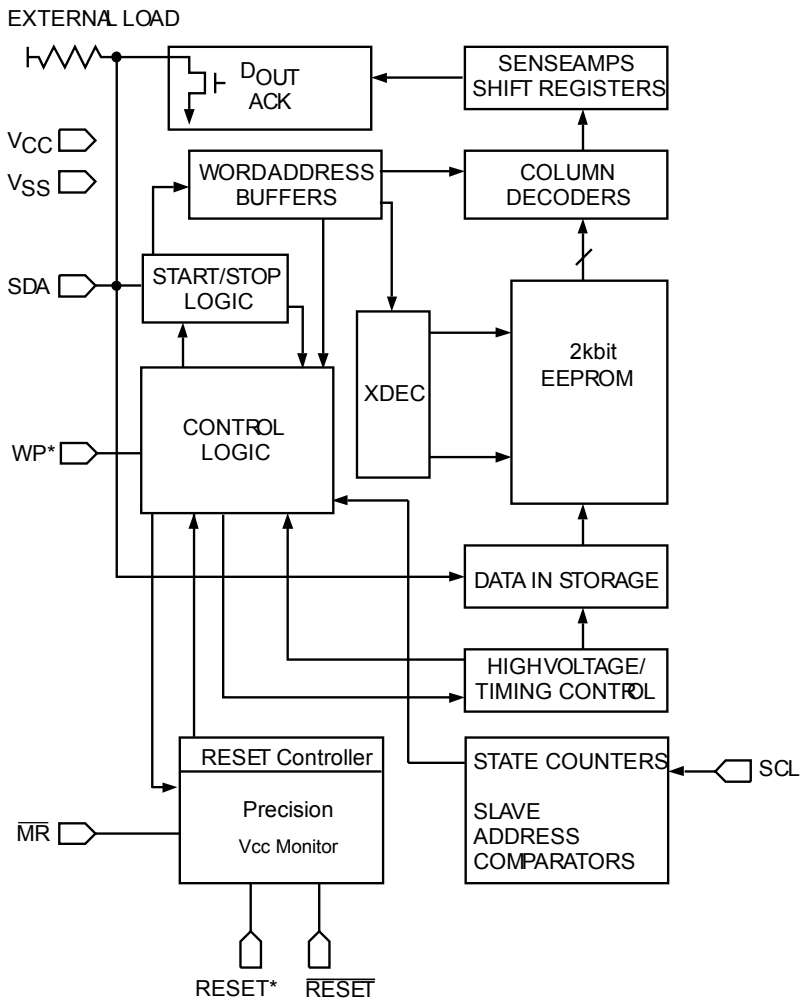 EXTERNAL LOAD
DOUT
ACK
SENSEAMPS
SHIFT REGISTERS
VCC
VSS
WORDADDRESS
BUFFERS
COLUMN
DECODERS
SDA
START/STOP
LOGIC
2kbit
EEPROM
XDEC
WP*
CONTROL
LOGIC
DATA IN STORAGE
HIGHVOLTAGE/
TIMING CONTROL
RESET Controller
Precision
Vcc Monitor
STATE COUNTERS
SLAVE
ADDRESS
COMPARATORS
SCL
M̅R̅
RESET*
R̅E̅S̅E̅T̅